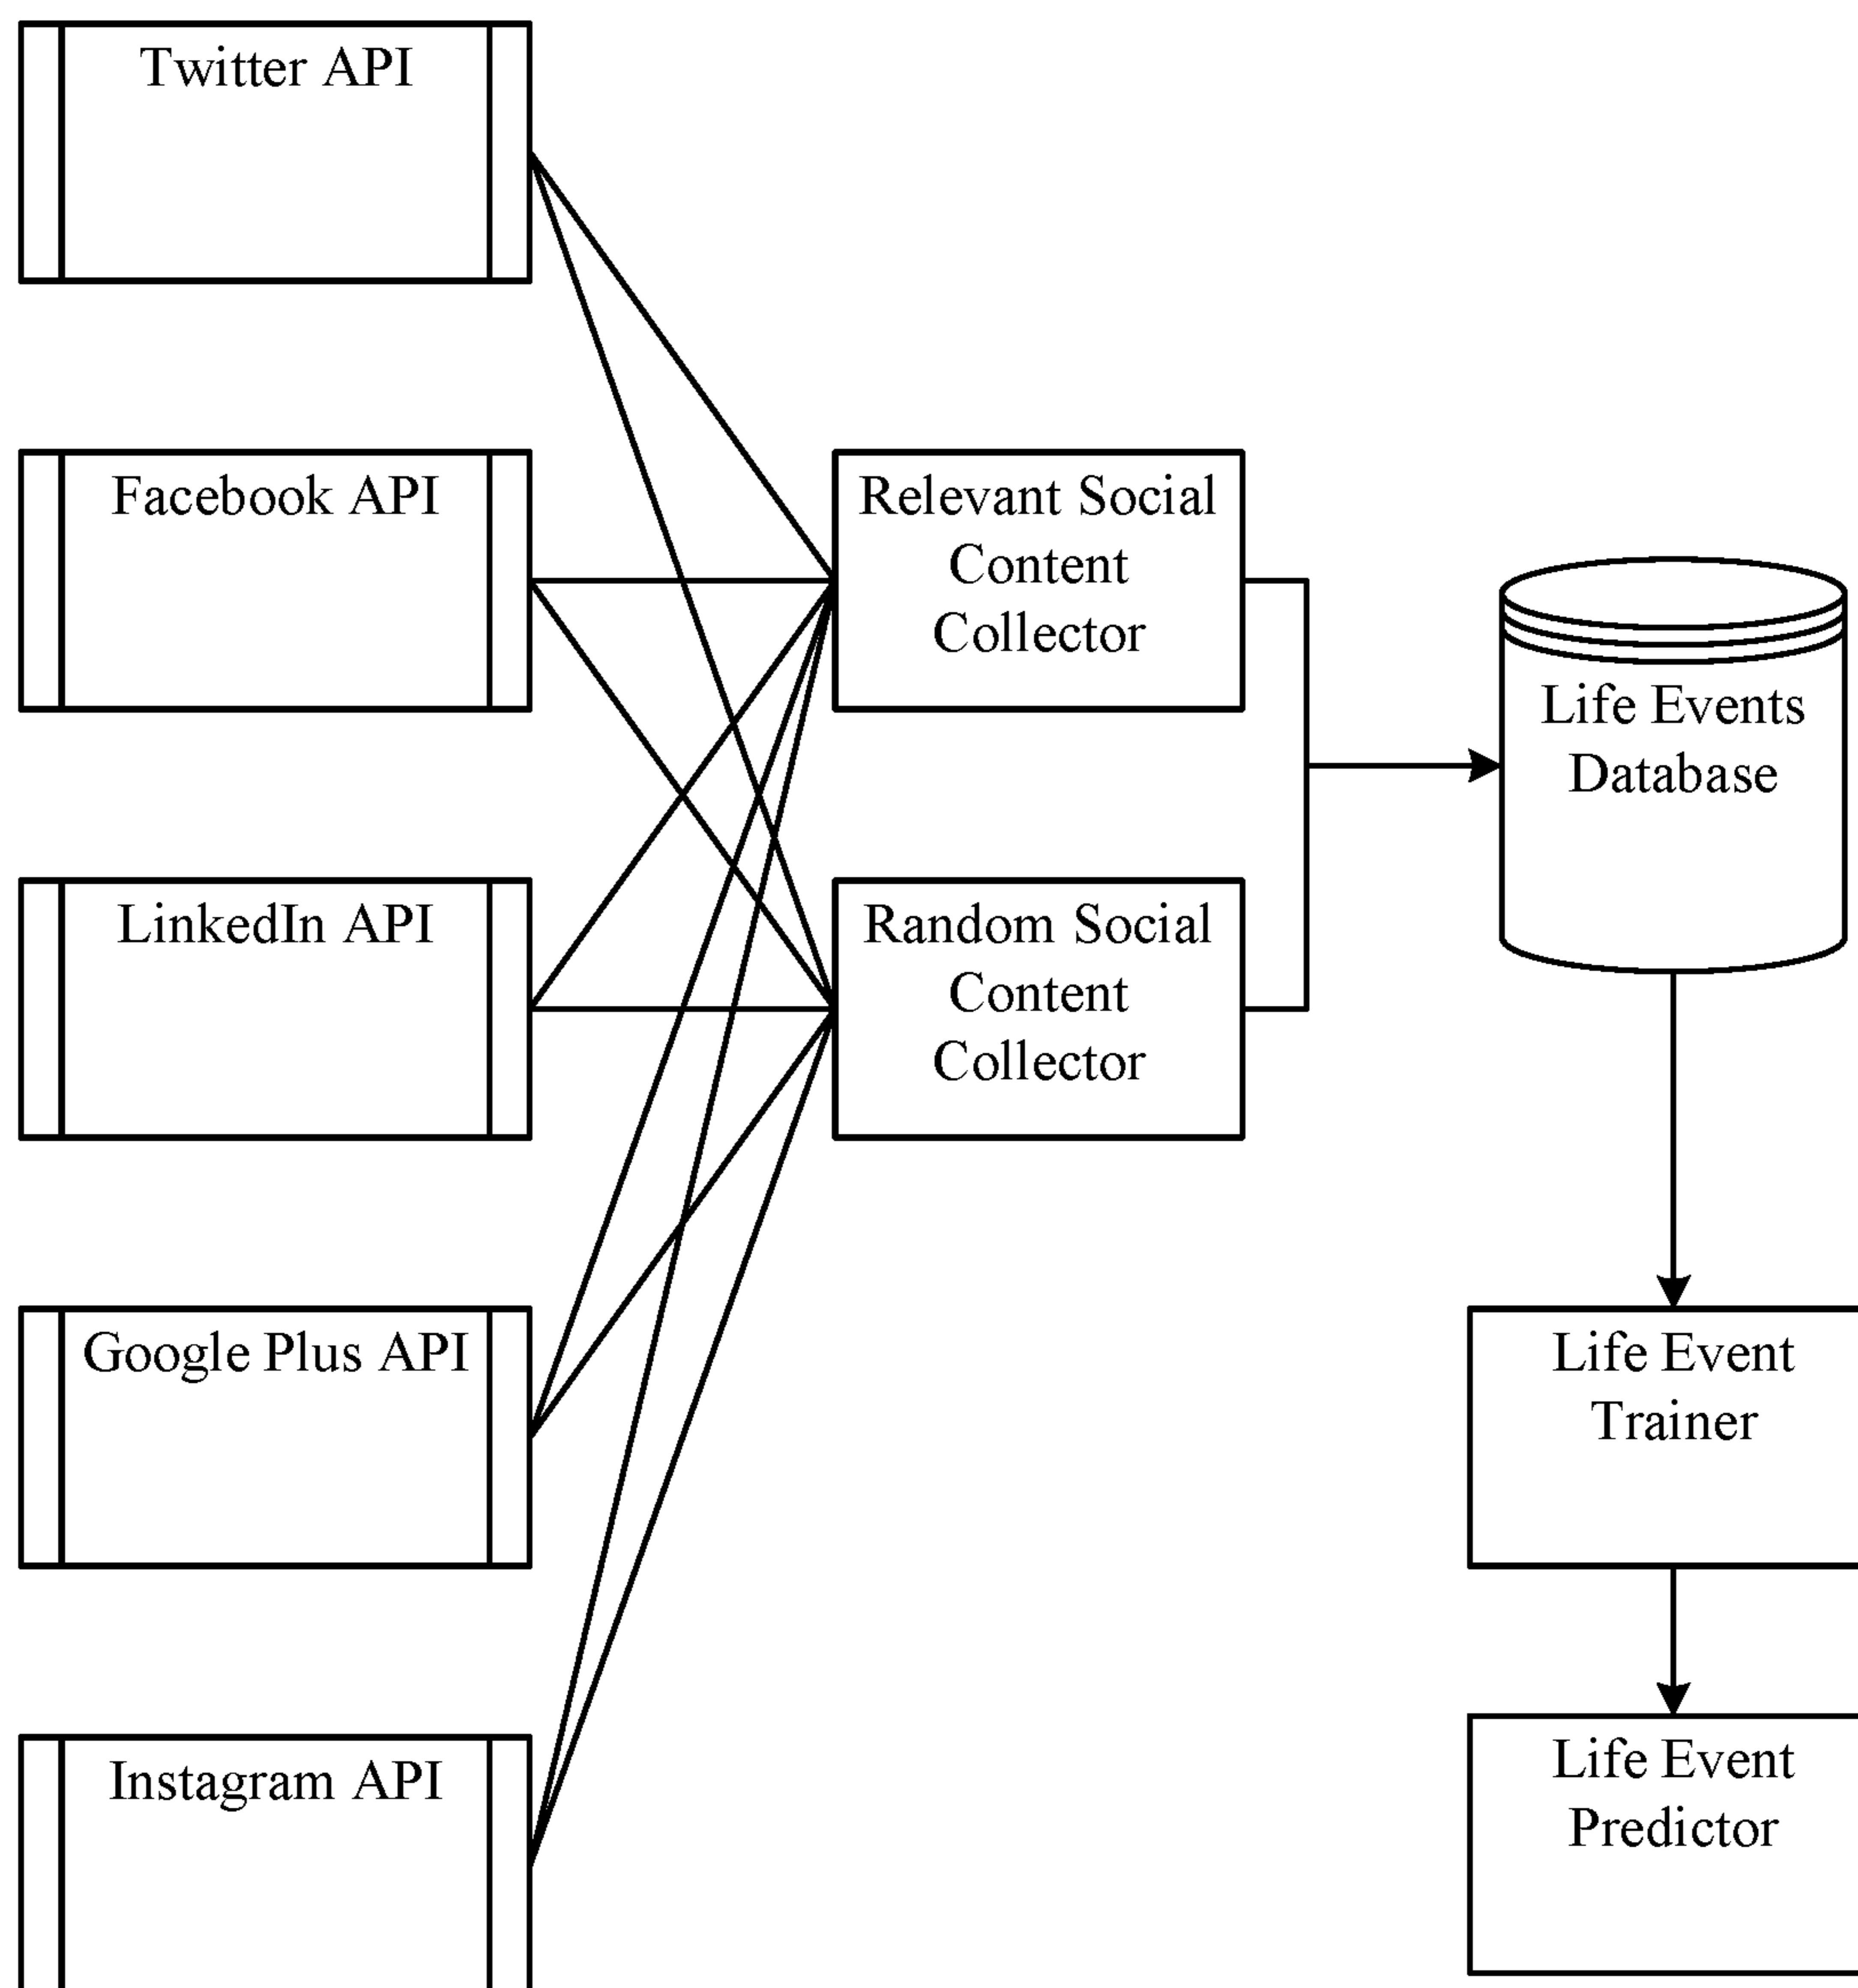 Twitter API
Facebook API
LinkedIn API
Google Plus API
Instagram API
Relevant Social
Content
Collector
Random Social
Content
Collector
Life Events
Database
Life Event
Trainer
Life Event
Predictor